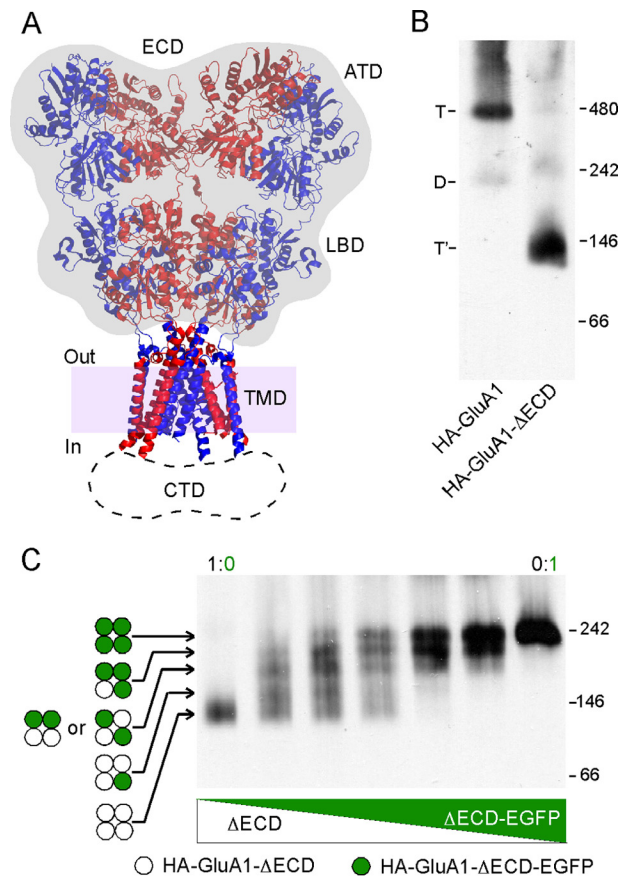 A
ECD
ATD
LBD
Out
TMD
In
CTD
B
T-
D-
T'-
-480
-242
-146
-66
HA-GluA1
HA-GluA1-ΔECD
C
1:0
0:1
or
-242
-146
-66
ΔECD
ΔECD-EGFP
HA-GluA1-ΔECD
HA-GluA1-ΔECD-EGFP